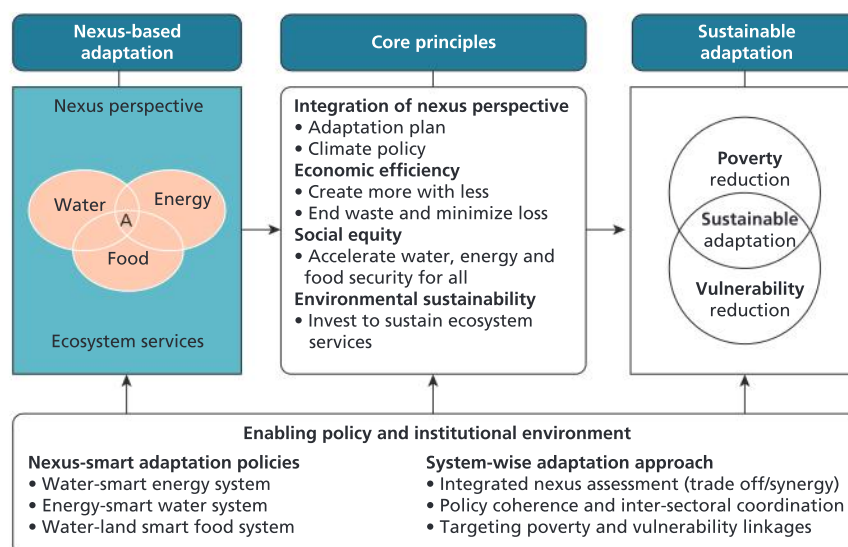 Nexus-based
adaptation
Core principles
Sustainable
adaptation
Nexus perspective
Water
Energy
A
Food
Ecosystem services
Integration of nexus perspective
• Adaptation plan
• Climate policy
Economic efficiency
• Create more with less
• End waste and minimize loss
Social equity
• Accelerate water, energy and
food security for all
Environmental sustainability
• Invest to sustain ecosystem
services
Poverty
reduction
Sustainable
adaptation
Vulnerability
reduction
Enabling policy and institutional environment
Nexus-smart adaptation policies
• Water-smart energy system
• Energy-smart water system
• Water-land smart food system
System-wise adaptation approach
• Integrated nexus assessment (trade off/synergy)
• Policy coherence and inter-sectoral coordination
• Targeting poverty and vulnerability linkages